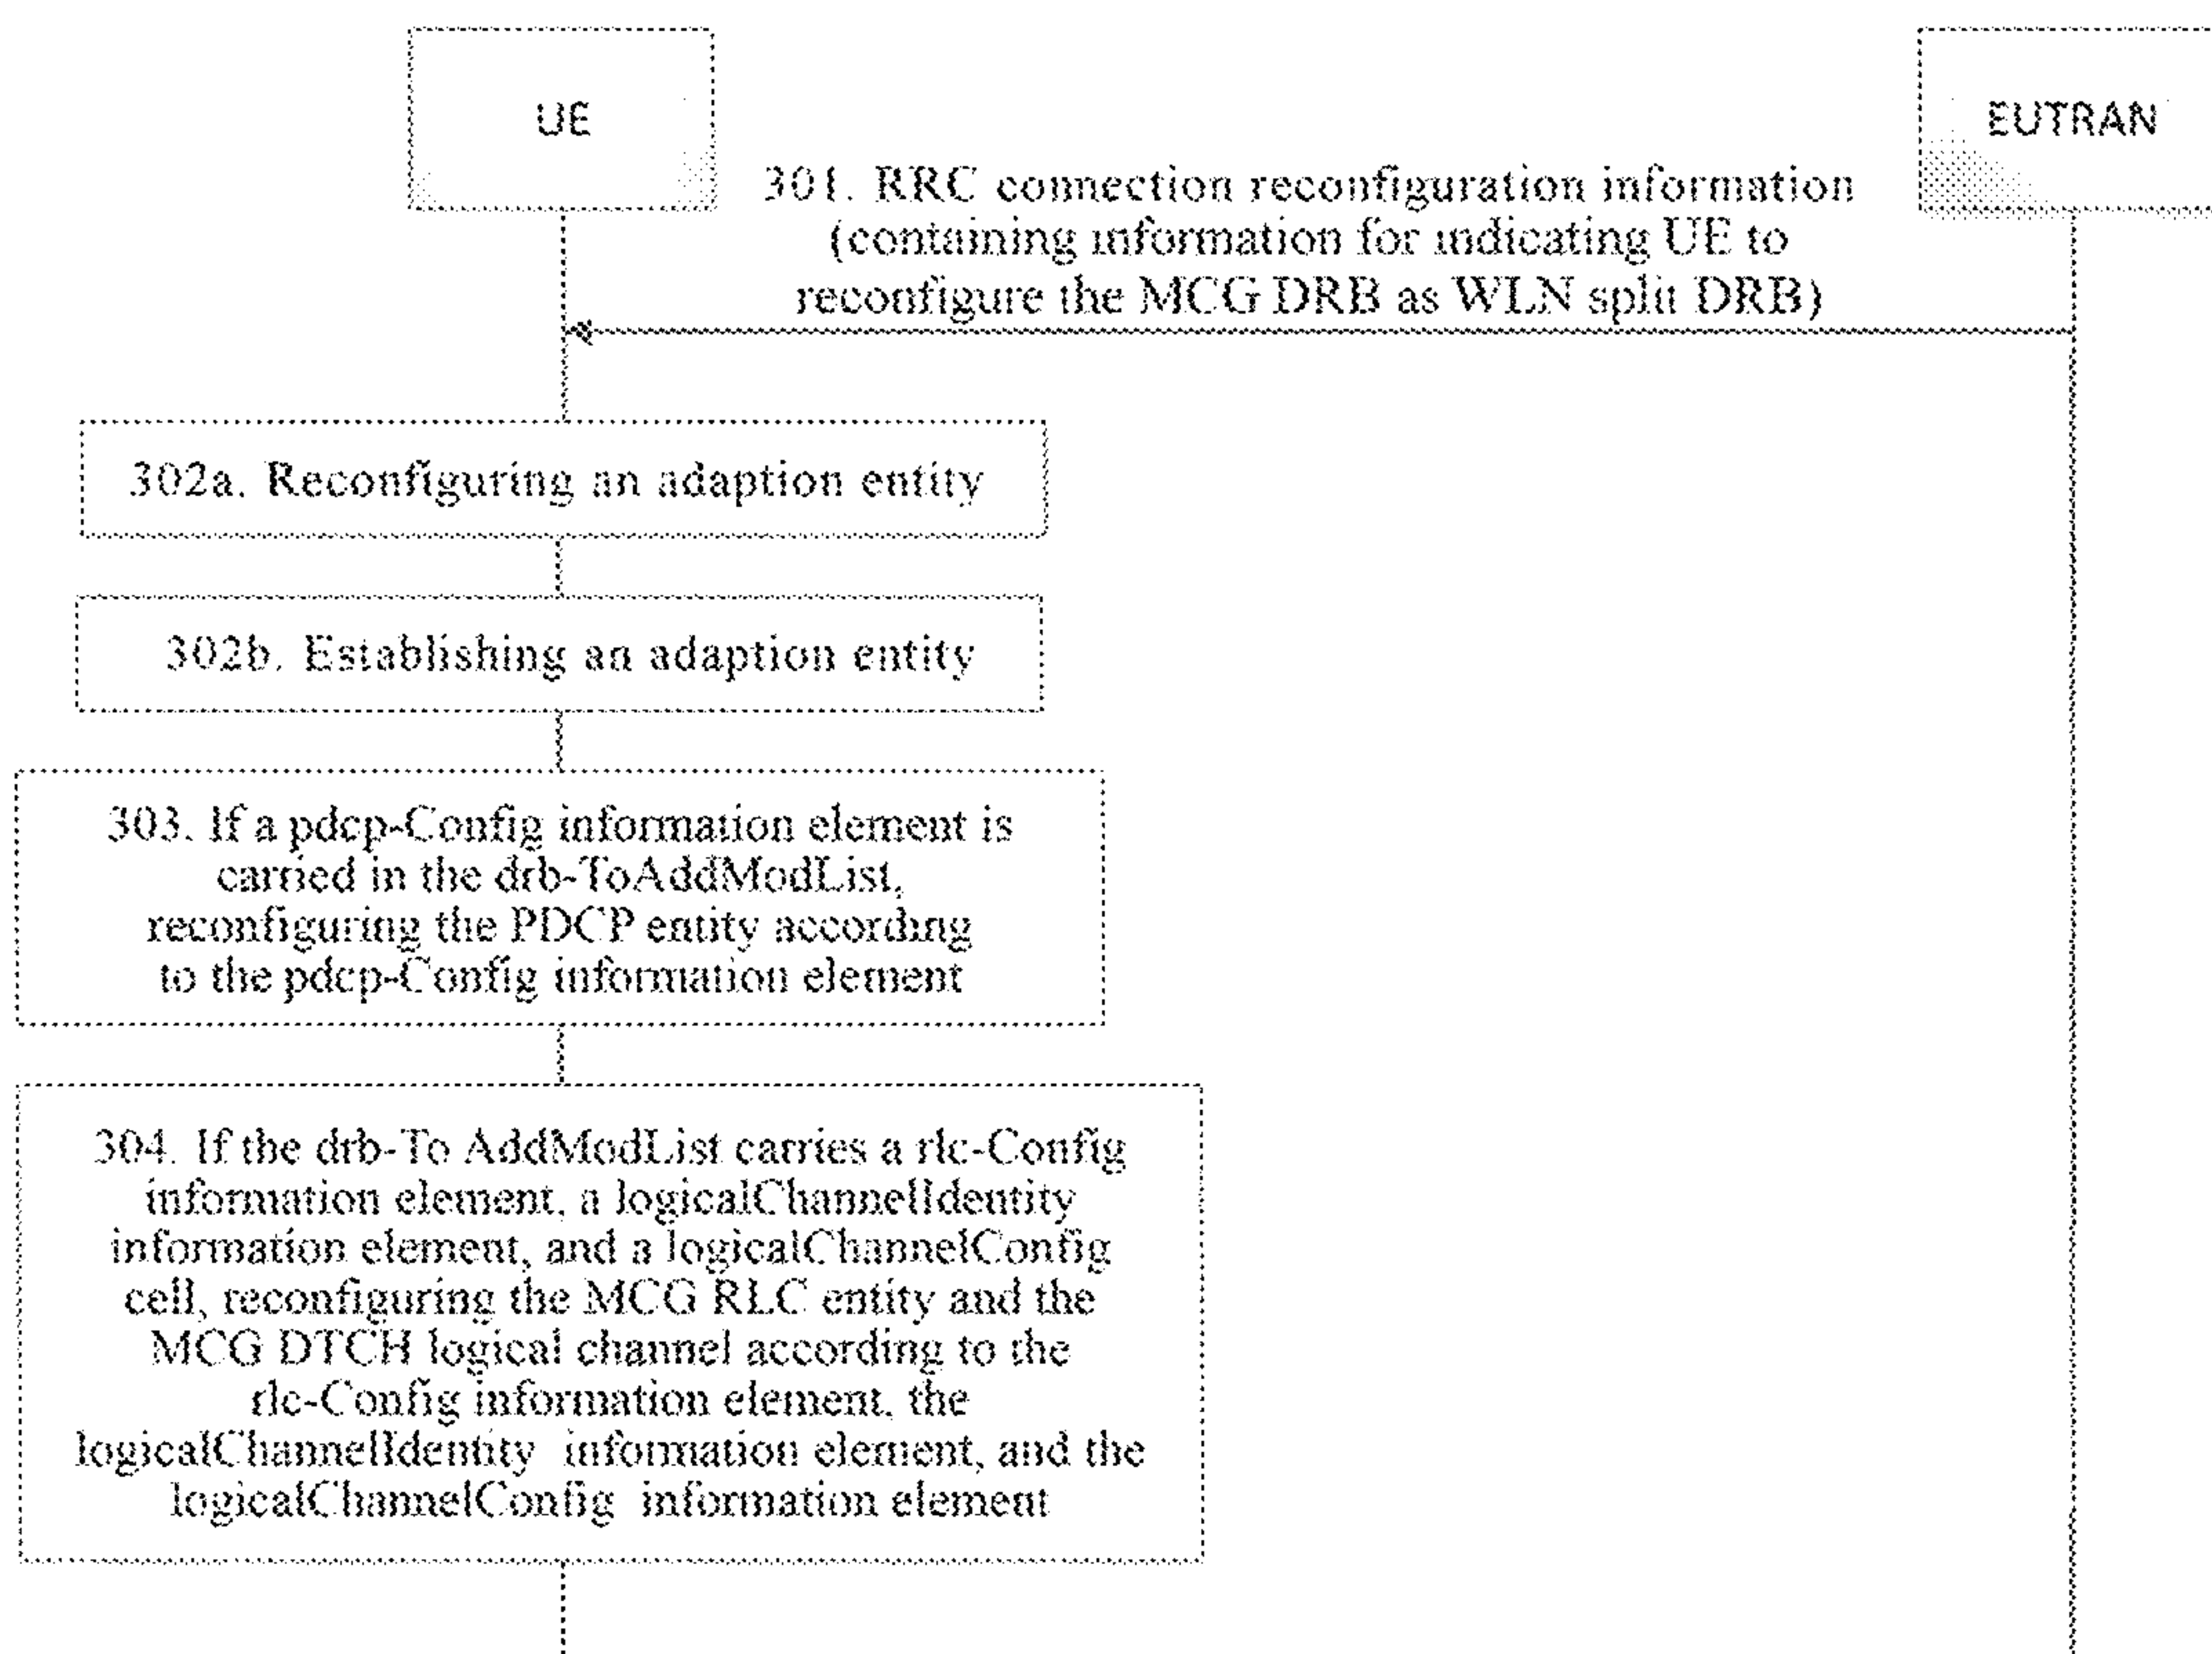 UE
EUTRAN
301. RRC connection reconfiguration information
(containing information for indicating UE to
reconfigure the MCG DRB as WLN split DRB)
302a. Reconfiguring an adaption entity
302b. Establishing an adaption entity
303. If a pdcp-Config information element is
carried in the drb-ToAddModList,
reconfiguring the PDCP entity according
to the pdcp-Config information element
304. If the drb-To AddModList carries a rlc-Config
information element, a logicalChannelIdentity
information element, and a logicalChannelConfig
cell, reconfiguring the MCG RLC entity and the
MCG DTCH logical channel according to the
rlc-Config information element, the
logicalChannelIdentity information element, and the
logicalChannelConfig information element